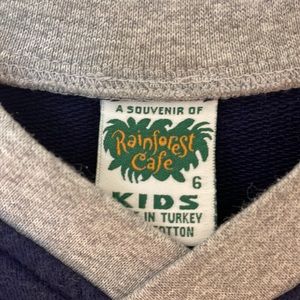 A SOUVENIR OF
Rainforest
Cafe
6
KIDS
IN TURKEY
COTTON